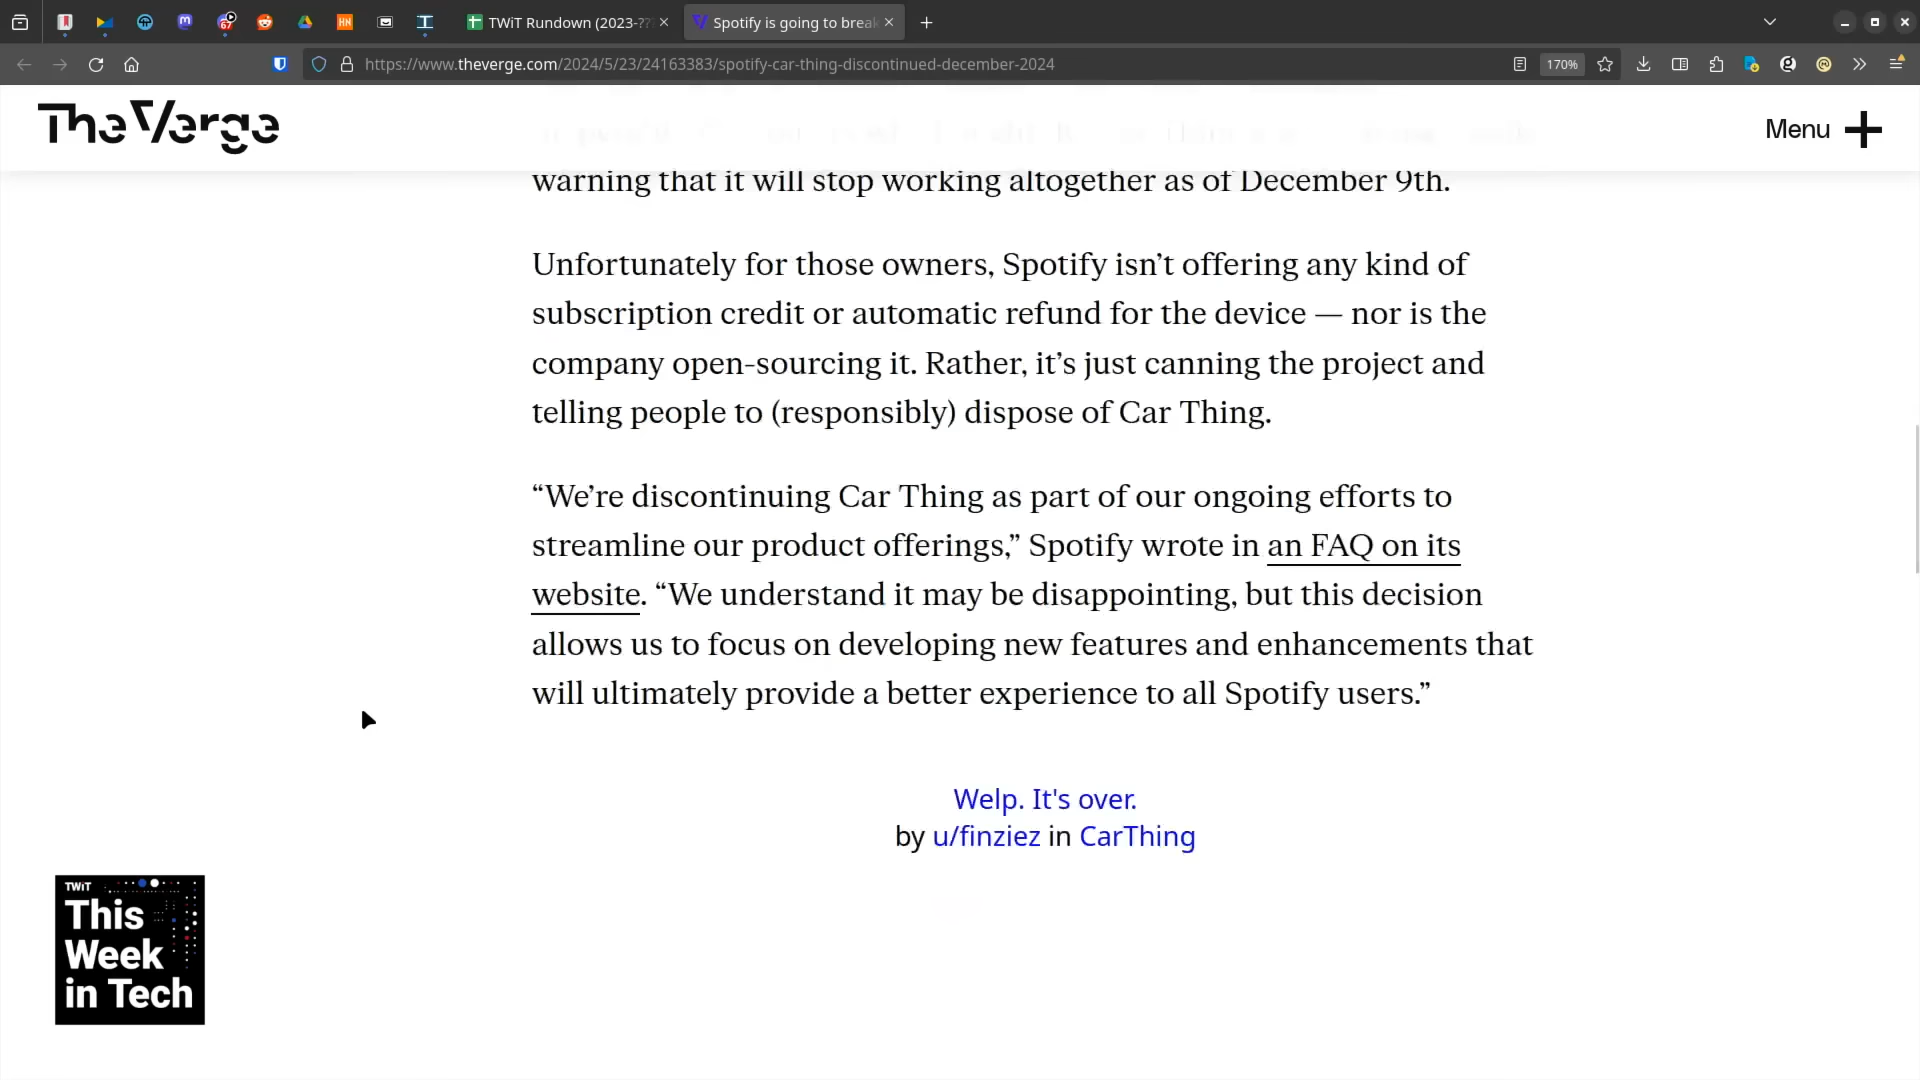 TWiT Rundown (2023-??
Spotify is going to break
https://www.theverge.com/2024/5/23/24163383/spotify-car-thing-discontinued-december-2024
170%
The Verge
Menu
warning that it will stop working altogether as of December 9th.
Unfortunately for those owners, Spotify isn’t offering any kind of
subscription credit or automatic refund for the device — nor is the
company open-sourcing it. Rather, it’s just canning the project and
telling people to (responsibly) dispose of Car Thing.
“We’re discontinuing Car Thing as part of our ongoing efforts to
streamline our product offerings,” Spotify wrote in an FAQ on its
website. “We understand it may be disappointing, but this decision
allows us to focus on developing new features and enhancements that
will ultimately provide a better experience to all Spotify users.”
Welp. It's over.
by u/finziez in CarThing
TWiT
This
Week
in Tech